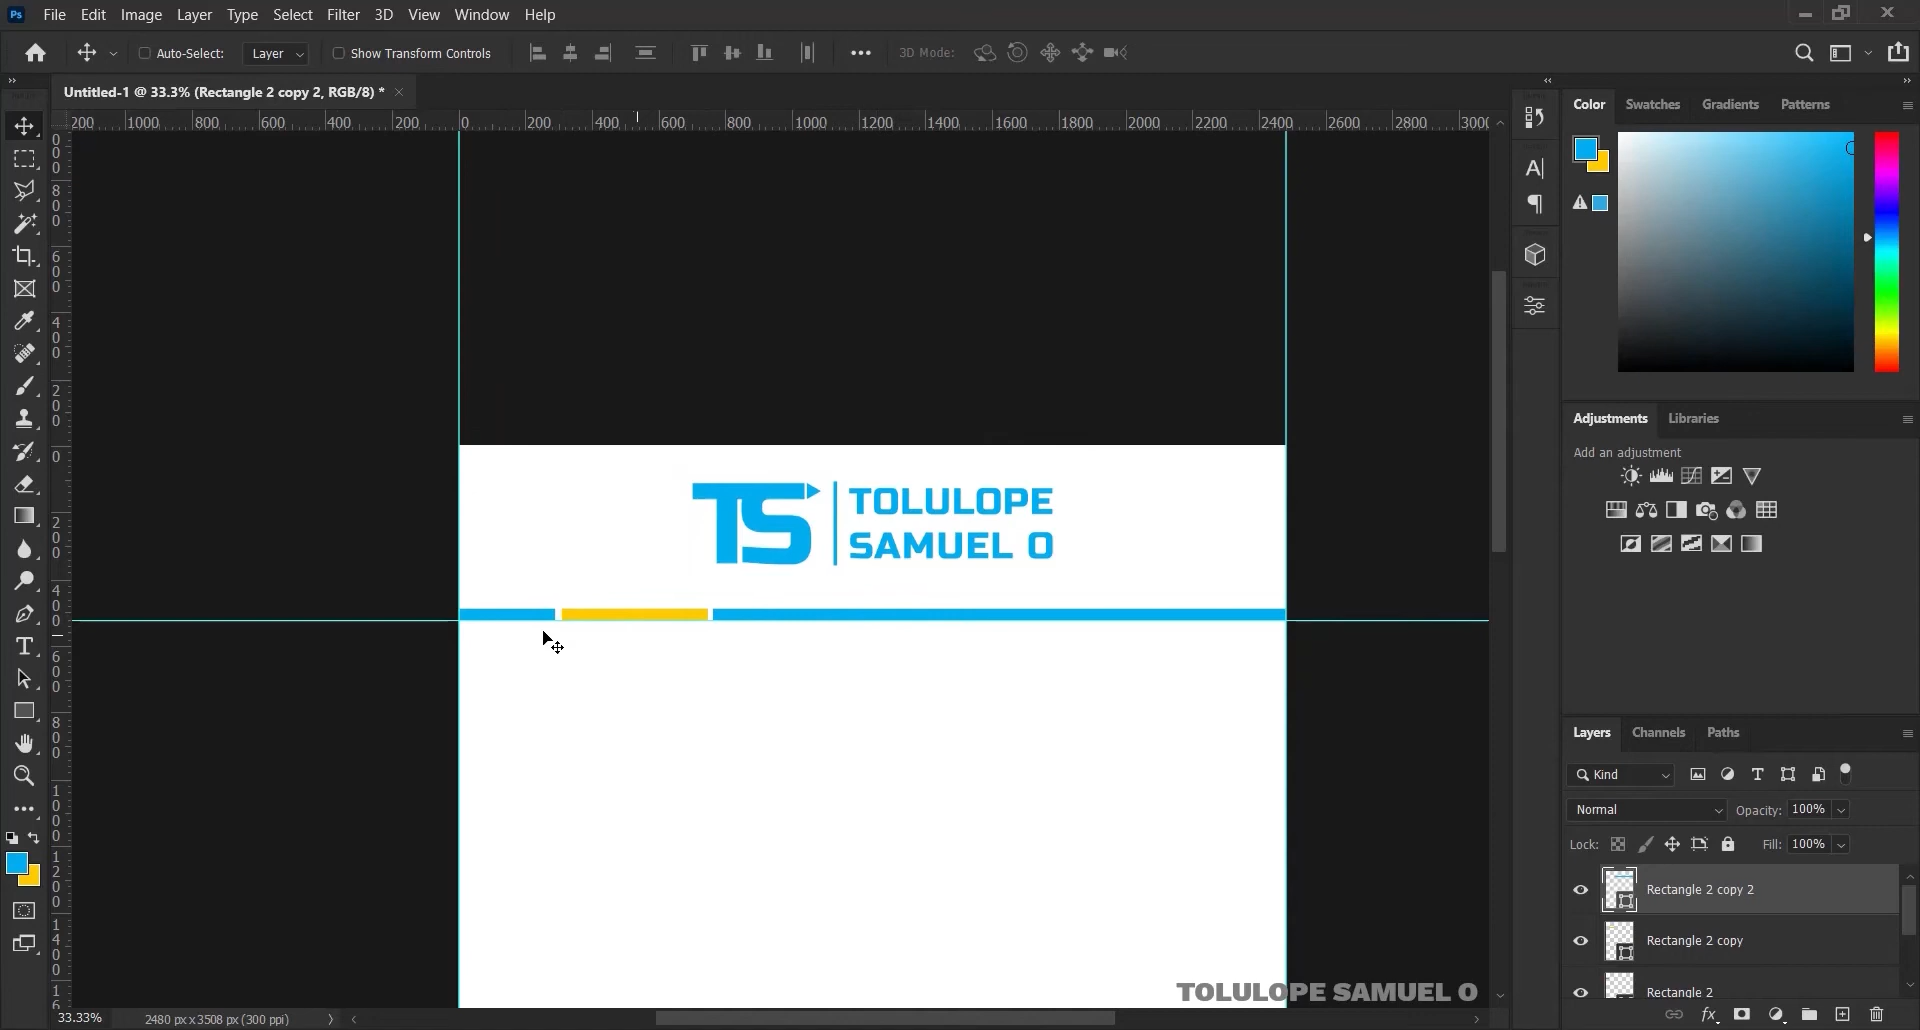 Ps File Edit Image Layer Type Select Filter 3D View Window Help
Auto-Select: Layer Show Transform Controls 3D Mode:
Untitled-1 @ 33.3% (Rectangle 2 copy 2, RGB/8) *
200 1000 800 600 400 200 0 200 400 600 800 1000 1200 1400 1600 1800 2000 2200 2400 2600 2800 3000
Color Swatches Gradients Patterns
Adjustments Libraries
Add an adjustment
TS TOLULOPE
SAMUEL O
Layers Channels Paths
Kind
Normal Opacity: 100%
Lock: Fill: 100%
Rectangle 2 copy 2
Rectangle 2 copy
Rectangle 2
TOLULOPE SAMUEL O
33.33% 2480 px x 3508 px (300 ppi)
fx